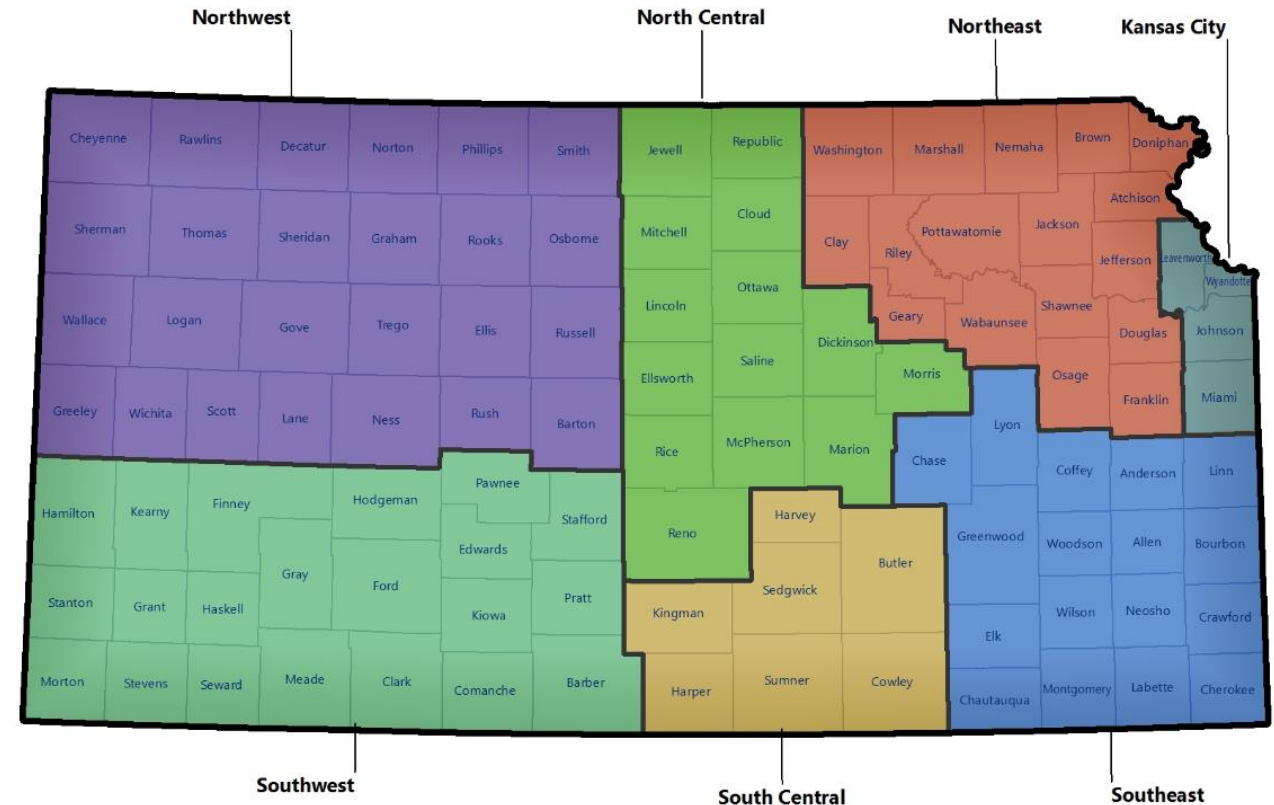 Northwest
North Central
Northeast
Kansas City
Cheyenne
Rawlins
Decatur
Norton
Phillips
Smith
Jewell
Republic
Washington
Marshall
Nemaha
Brown
Doniphan
Atchison
Sherman
Thomas
Sheridan
Graham
Rooks
Osborne
Mitchell
Cloud
Clay
Riley
Pottawatomie
Jackson
Jefferson
Leavenworth
Wyandotte
Wallace
Logan
Gove
Trego
Ellis
Russell
Lincoln
Ottawa
Dickinson
Geary
Wabaunsee
Shawnee
Douglas
Johnson
Greeley
Wichita
Scott
Lane
Ness
Rush
Barton
Ellsworth
Saline
Morris
Osage
Franklin
Miami
Rice
McPherson
Marion
Chase
Lyon
Coffey
Anderson
Linn
Hamilton
Kearny
Finney
Hodgeman
Pawnee
Stafford
Edwards
Reno
Harvey
Butler
Greenwood
Woodson
Allen
Bourbon
Stanton
Grant
Haskell
Gray
Ford
Kiowa
Pratt
Kingman
Sedgwick
Elk
Wilson
Neosho
Crawford
Morton
Stevens
Seward
Meade
Clark
Comanche
Barber
Harper
Sumner
Cowley
Chautauqua
Montgomery
Labette
Cherokee
Southwest
South Central
Southeast